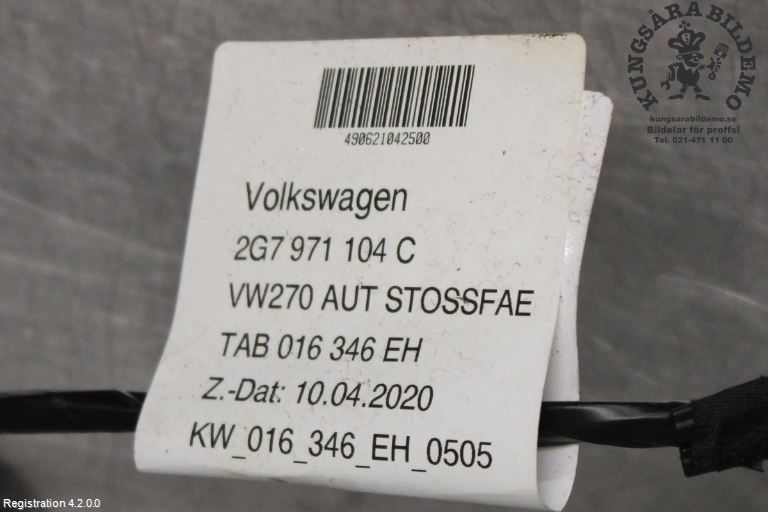 KUNGSÅRA BILDEMO
kungsarabildemo.se
Bildelar för proffs!
Tel. 021-471 11 00
490621042500
Volkswagen
2G7 971 104 C
VW270 AUT STOSSFAE
TAB 016 346 EH
Z.-Dat: 10.04.2020
KW_016_346_EH_0505
Registration 4.2.0.0